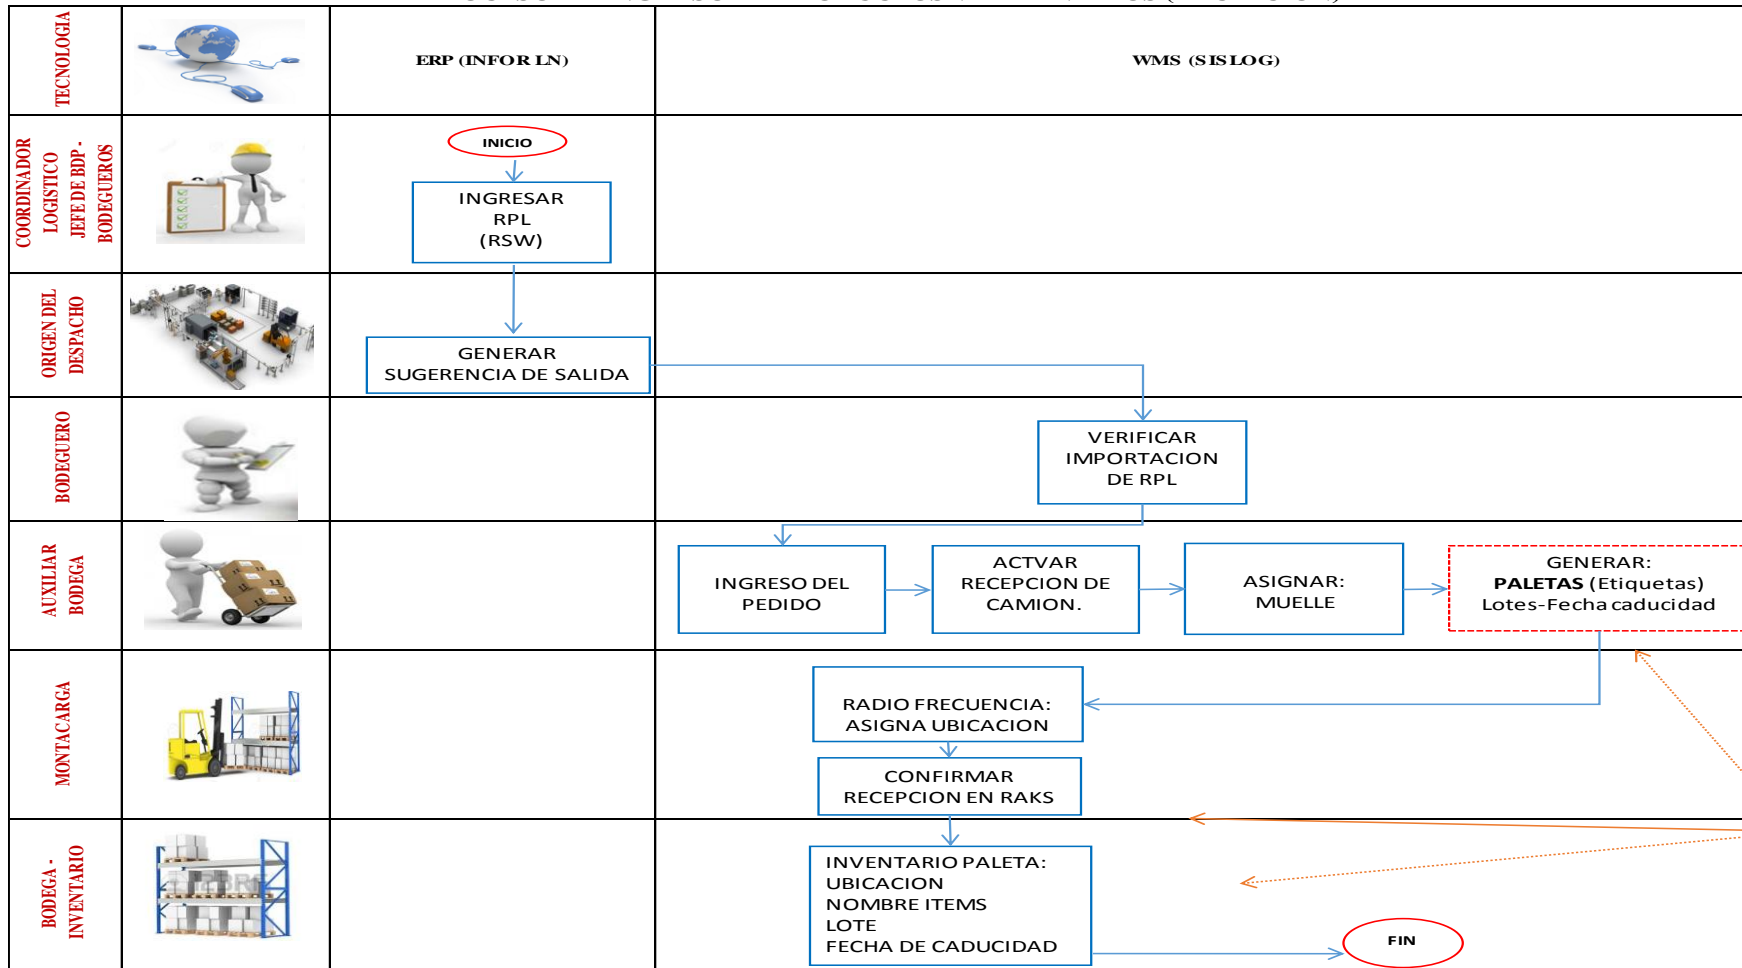 TECNOLOGIA
ERP (INFOR LN)
WMS (SISLOG)
COORDINADOR
LOGISTICO
JEFE DE BDP -
BODEGUEROS
INICIO
INGRESAR
RPL
(RSW)
ORIGEN DEL
DESPACHO
GENERAR
SUGERENCIA DE SALIDA
BODEGUERO
VERIFICAR
IMPORTACION
DE RPL
AUXILIAR
BODEGA
INGRESO DEL
PEDIDO
ACTVAR
RECEPCION DE
CAMION.
ASIGNAR:
MUELLE
GENERAR:
PALETAS (Etiquetas)
Lotes-Fecha caducidad
MONTACARGA
RADIO FRECUENCIA:
ASIGNA UBICACION
CONFIRMAR
RECEPCION EN RAKS
BODEGA -
INVENTARIO
INVENTARIO PALETA:
UBICACION
NOMBRE ITEMS
LOTE
FECHA DE CADUCIDAD
FIN